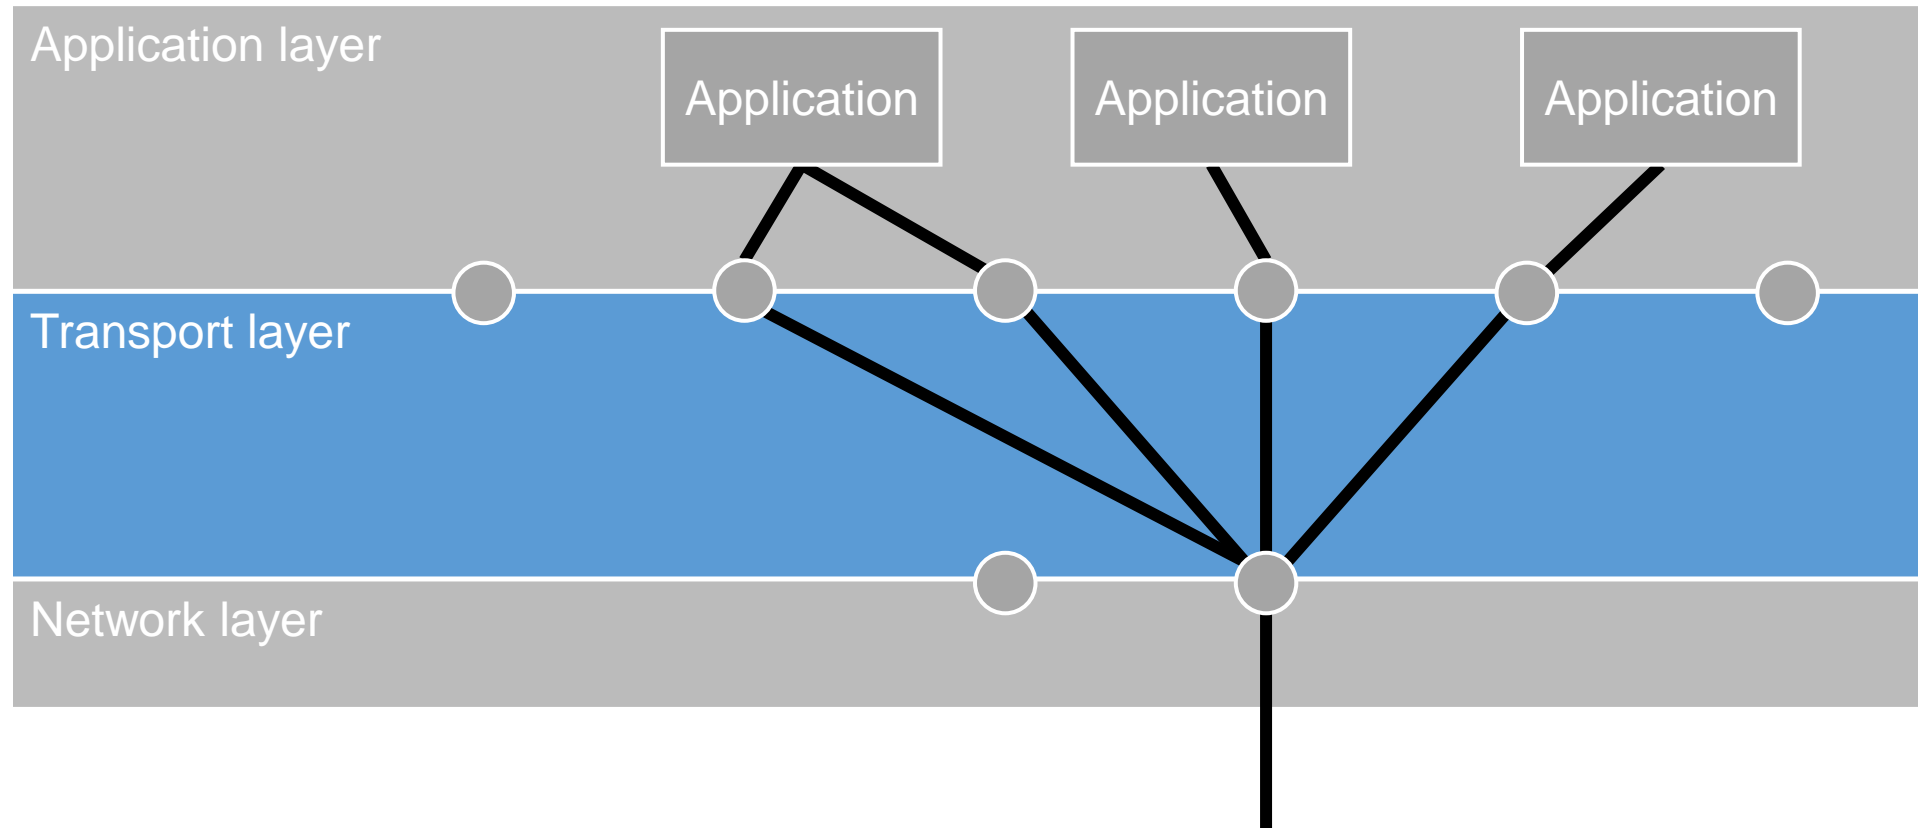 Application layer
Application
Application
Application
Transport layer
Network layer